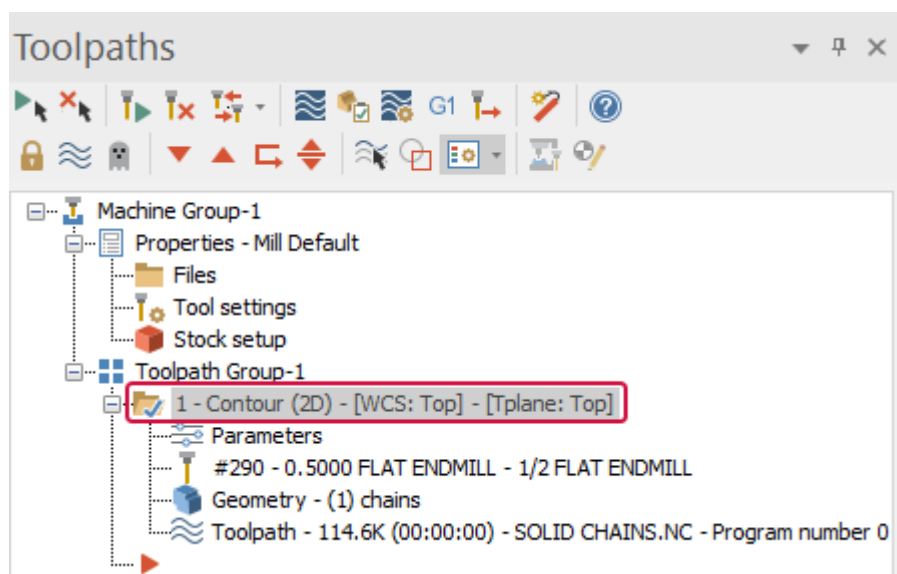 Toolpaths
G1
Machine Group-1
Properties - Mill Default
Files
Tool settings
Stock setup
Toolpath Group-1
1 - Contour (2D) - [WCS: Top] - [Tplane: Top]
Parameters
#290 - 0.5000 FLAT ENDMILL - 1/2 FLAT ENDMILL
Geometry - (1) chains
Toolpath - 114.6K (00:00:00) - SOLID CHAINS.NC - Program number 0